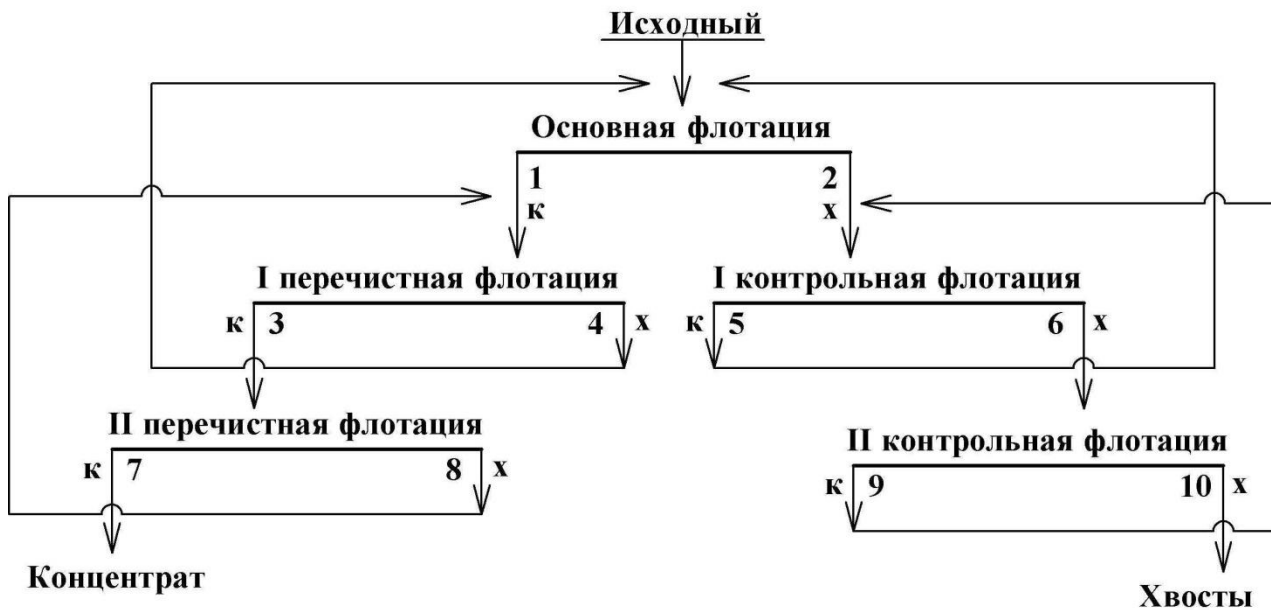 Исходный
Основная флотация
1 2
к х
I перечистная флотация I контрольная флотация
к 3 4 х к 5 6 х
II перечистная флотация II контрольная флотация
к 7 8 х к 9 10 х
Концентрат
Хвосты